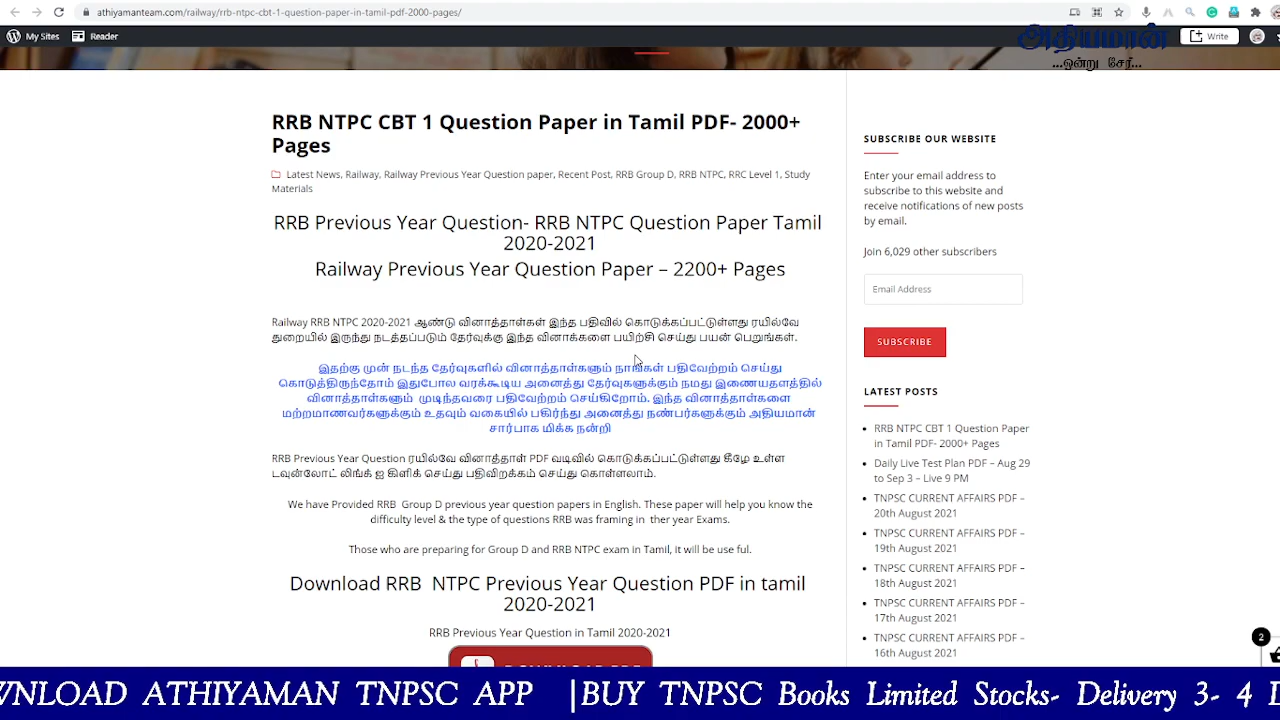 athiyamanteam.com/railway/rrb-ntpc-cbt-1-question-paper-in-tamil-pdf-2000-pages/
My Sites
Reader
Write
அதியமான்
...ஒன்று சேர்...
RRB NTPC CBT 1 Question Paper in Tamil PDF- 2000+
Pages
Latest News, Railway, Railway Previous Year Question paper, Recent Post, RRB Group D, RRB NTPC, RRC Level 1, Study
Materials
RRB Previous Year Question- RRB NTPC Question Paper Tamil
2020-2021
Railway Previous Year Question Paper – 2200+ Pages
Railway RRB NTPC 2020-2021 ஆண்டு வினாத்தாள்கள் இந்த பதிவில் கொடுக்கப்பட்டுள்ளது ரயில்வே
துறையில் இருந்து நடத்தப்படும் தேர்வுக்கு இந்த வினாக்களை பயிற்சி செய்து பயன் பெறுங்கள்.
இதற்கு முன் நடந்த தேர்வுகளில் வினாத்தாள்களும் நாங்கள் பதிவேற்றம் செய்து
கொடுத்திருந்தோம் இதுபோல வரக்கூடிய அனைத்து தேர்வுகளுக்கும் நமது இணையதளத்தில்
வினாத்தாள்களும் முடிந்தவரை பதிவேற்றம் செய்கிறோம். இந்த வினாத்தாள்களை
மற்றமாணவர்களுக்கும் உதவும் வகையில் பகிர்ந்து அனைத்து நண்பர்களுக்கும் அதியமான்
சார்பாக மிக்க நன்றி
RRB Previous Year Question ரயில்வே வினாத்தாள் PDF வடிவில் கொடுக்கப்பட்டுள்ளது கீழே உள்ள
டவுன்லோட் லிங்க் ஐ கிளிக் செய்து பதிவிறக்கம் செய்து கொள்ளலாம்.
We have Provided RRB Group D previous year question papers in English. These paper will help you know the
difficulty level & the type of questions RRB was framing in ther year Exams.
Those who are preparing for Group D and RRB NTPC exam in Tamil, it will be use ful.
Download RRB NTPC Previous Year Question PDF in tamil
2020-2021
RRB Previous Year Question in Tamil 2020-2021
SUBSCRIBE OUR WEBSITE
Enter your email address to
subscribe to this website and
receive notifications of new posts
by email.
Join 6,029 other subscribers
Email Address
SUBSCRIBE
LATEST POSTS
RRB NTPC CBT 1 Question Paper
in Tamil PDF- 2000+ Pages
Daily Live Test Plan PDF – Aug 29
to Sep 3 – Live 9 PM
TNPSC CURRENT AFFAIRS PDF –
20th August 2021
TNPSC CURRENT AFFAIRS PDF –
19th August 2021
TNPSC CURRENT AFFAIRS PDF –
18th August 2021
TNPSC CURRENT AFFAIRS PDF –
17th August 2021
TNPSC CURRENT AFFAIRS PDF –
16th August 2021
2
WNLOAD ATHIYAMAN TNPSC APP |BUY TNPSC Books Limited Stocks- Delivery 3- 4